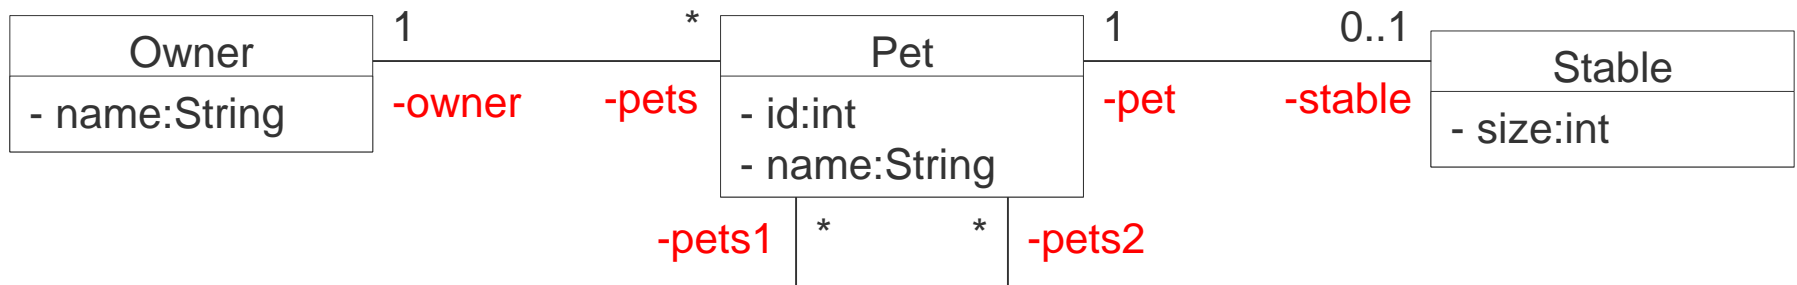 1
*
1
0..1
Owner
Pet
Stable
-owner
-pets
-pet
-stable
- name:String
- id:int
- size:int
- name:String
-pets1
*
*
-pets2